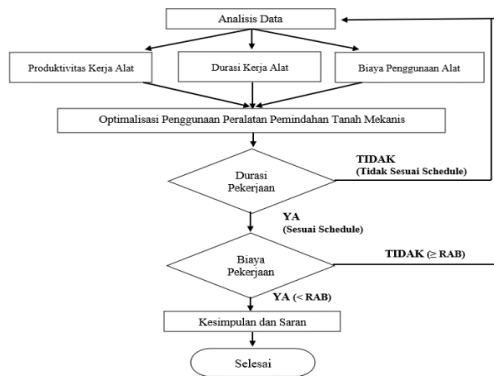 Analisis Data
Produktivitas Kerja Alat
Durasi Kerja Alat
Biaya Penggunaan Alat
Optimalisasi Penggunaan Peralatan Pemindahan Tanah Mekanis
Durasi
Pekerjaan
TIDAK
(Tidak Sesuai Schedule)
YA
(Sesuai Schedule)
Biaya
Pekerjaan
TIDAK (≥ RAB)
YA (< RAB)
Kesimpulan dan Saran
Selesai